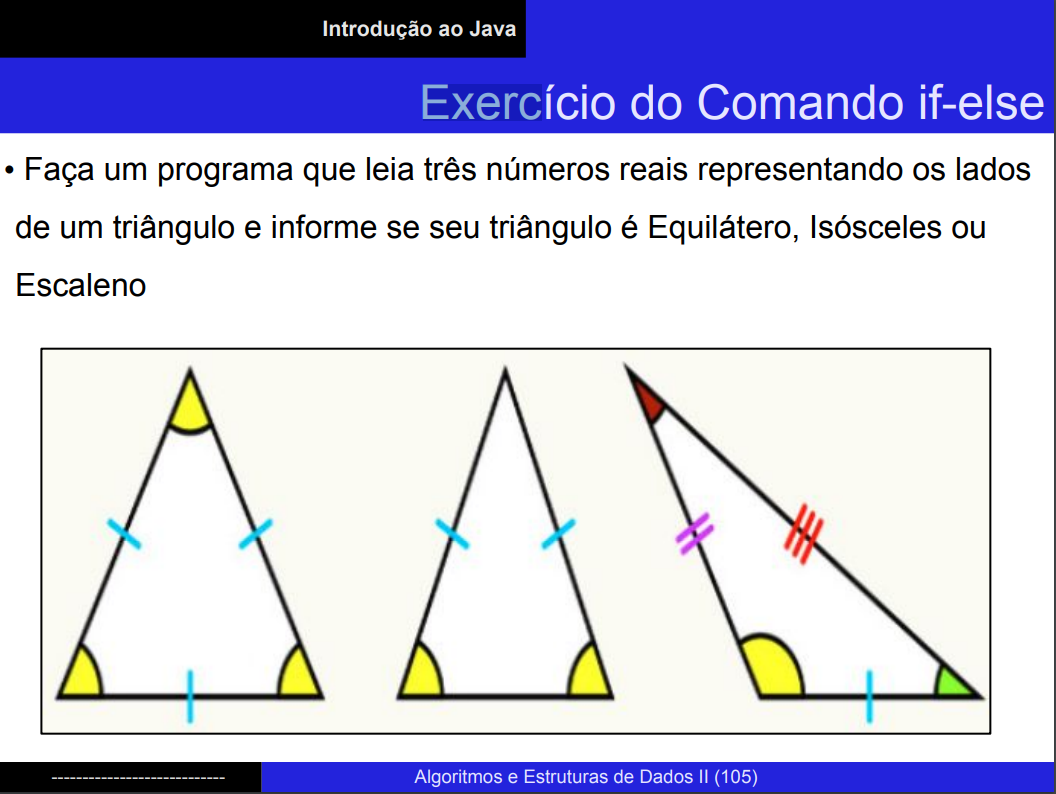 Introdução ao Java
Exercício do Comando if-else
• Faça um programa que leia três números reais representando os lados
de um triângulo e informe se seu triângulo é Equilátero, Isósceles ou
Escaleno
----------------------------
Algoritmos e Estruturas de Dados II (105)